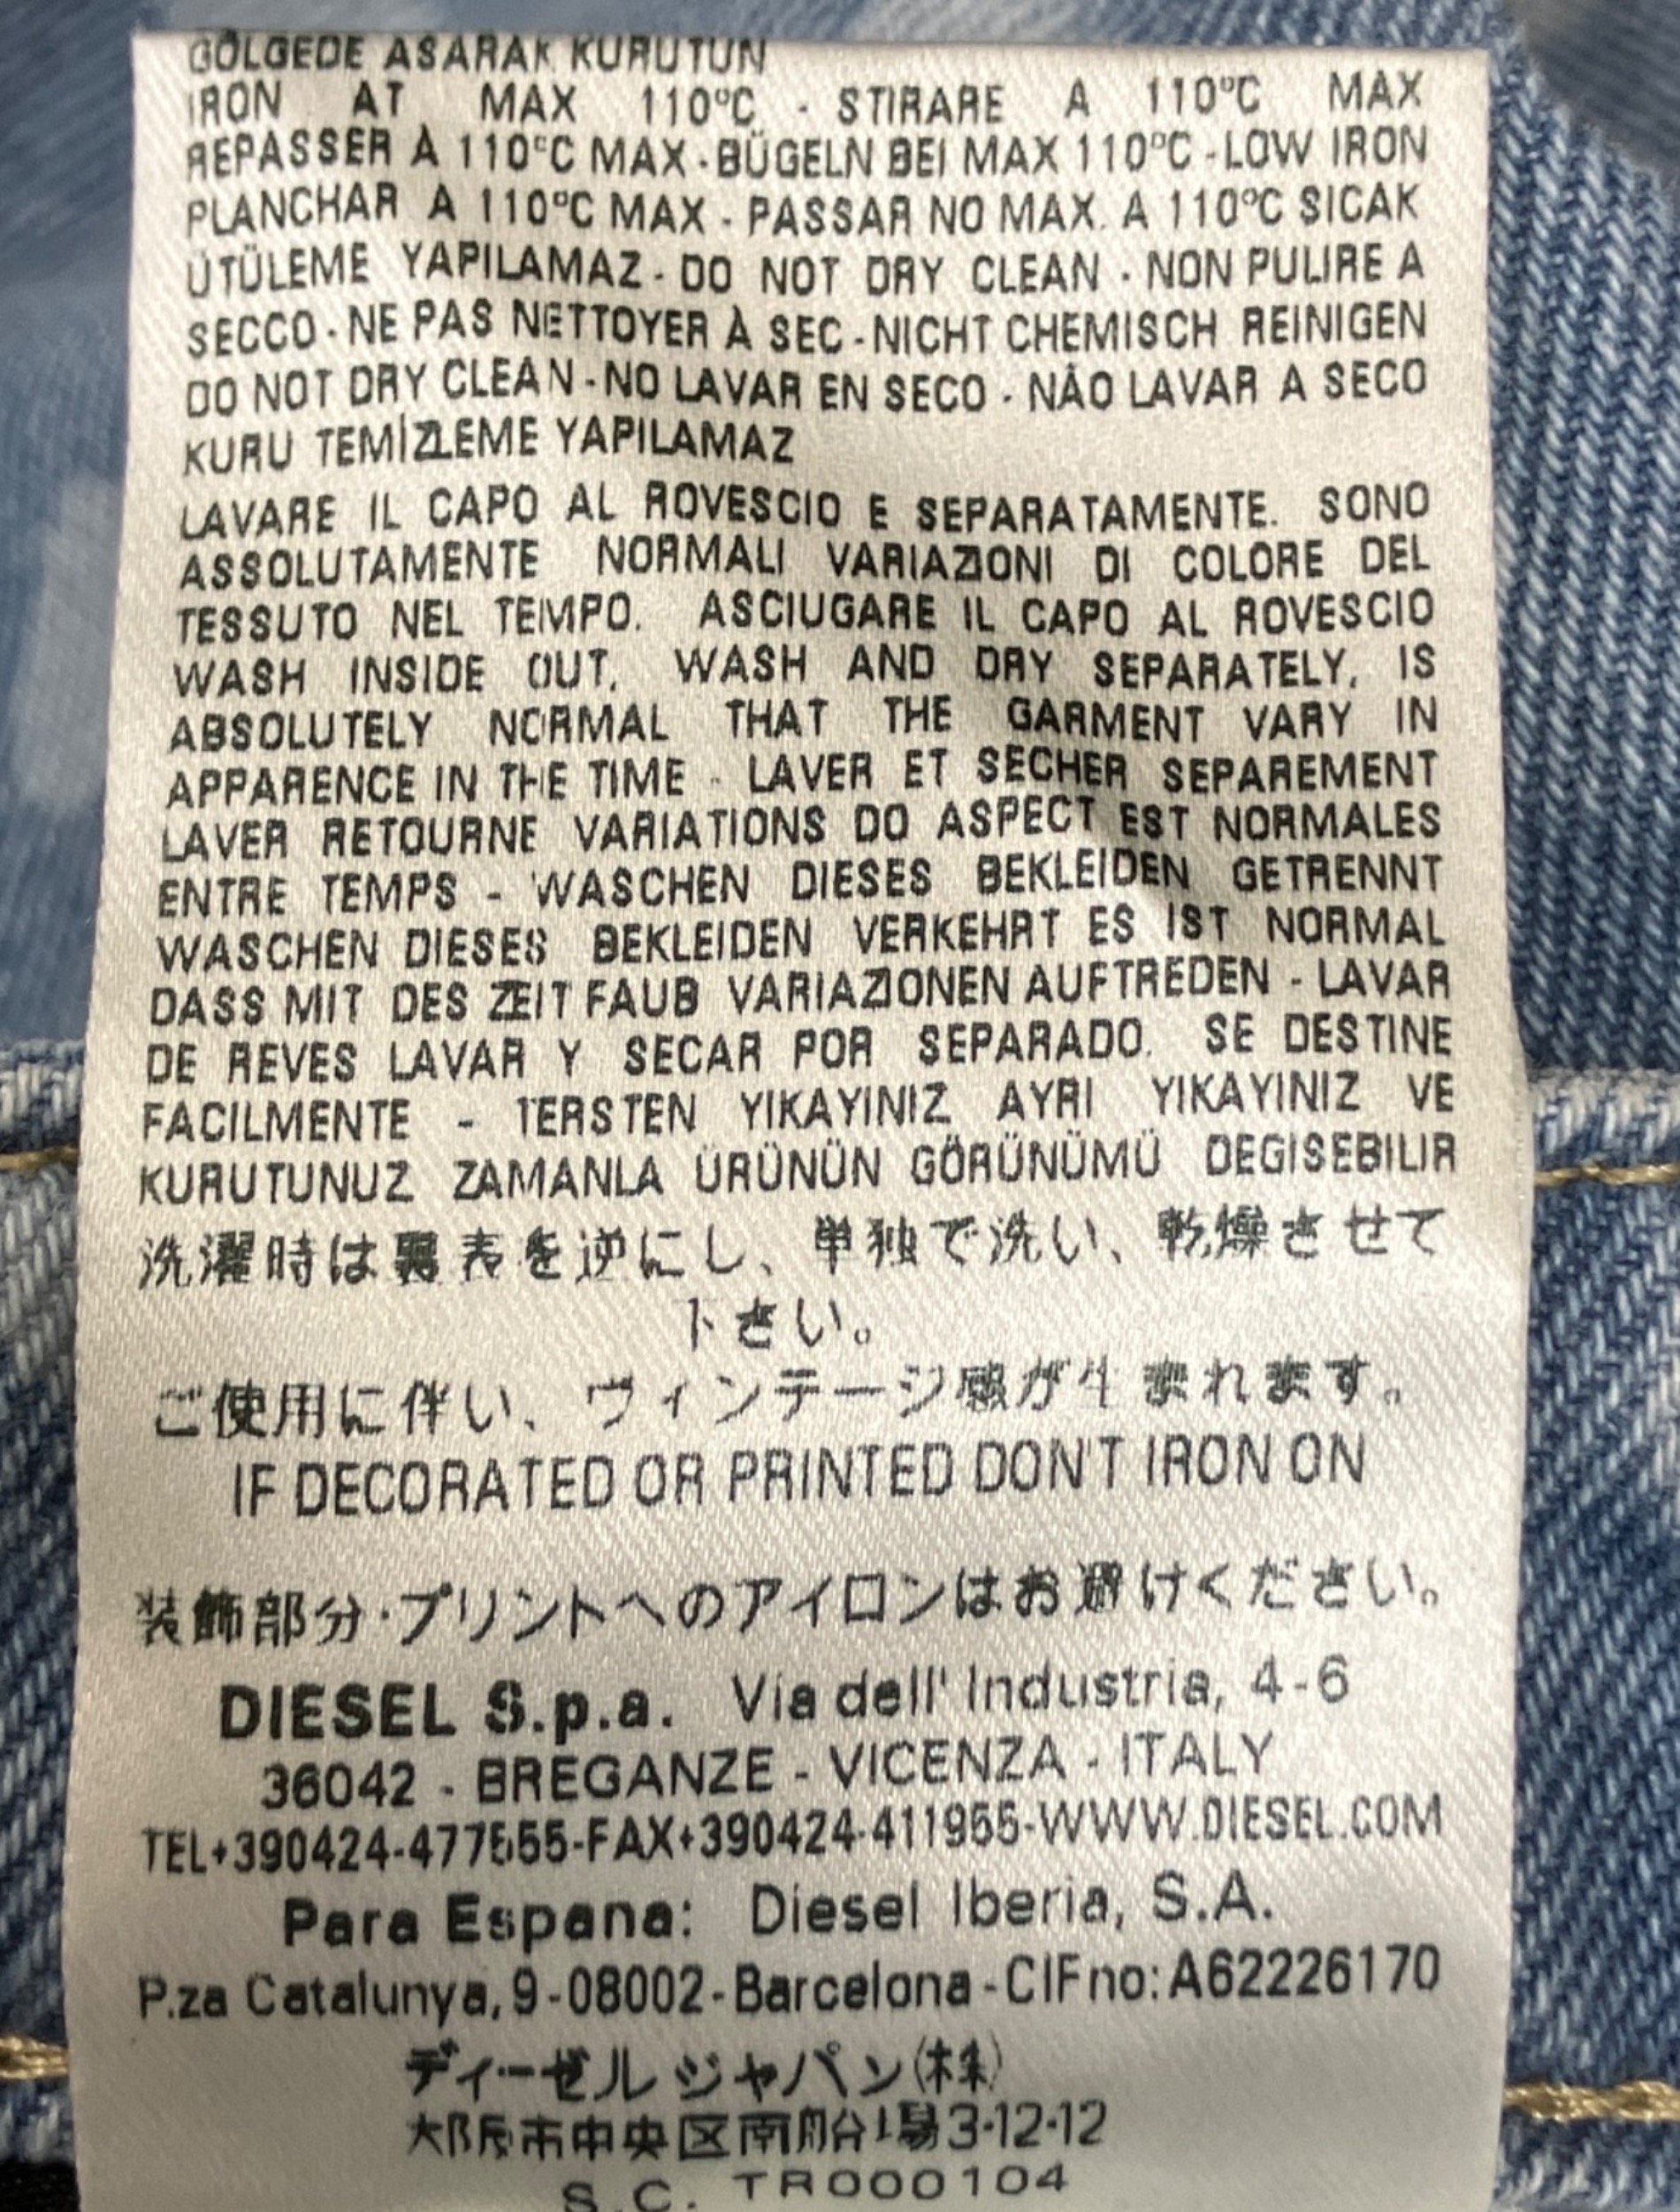 GÖLGEDE ASARAK KURUTUN
IRON AT MAX 110°C - STIRARE A 110°C MAX
REPASSER À 110°C MAX - BÜGELN BEI MAX 110°C - LOW IRON
PLANCHAR A 110°C MAX - PASSAR NO MAX. A 110°C SICAK
ÜTÜLEME YAPILAMAZ - DO NOT DRY CLEAN - NON PULIRE A
SECCO - NE PAS NETTOYER À SEC - NICHT CHEMISCH REINIGEN
DO NOT DRY CLEAN - NO LAVAR EN SECO - NÃO LAVAR A SECO
KURU TEMİZLEME YAPILAMAZ
LAVARE IL CAPO AL ROVESCIO E SEPARATAMENTE. SONO
ASSOLUTAMENTE NORMALI VARIAZIONI DI COLORE DEL
TESSUTO NEL TEMPO. ASCIUGARE IL CAPO AL ROVESCIO
WASH INSIDE OUT, WASH AND DRY SEPARATELY, IS
ABSOLUTELY NORMAL THAT THE GARMENT VARY IN
APPARENCE IN THE TIME - LAVER ET SECHER SEPAREMENT
LAVER RETOURNE VARIATIONS DO ASPECT EST NORMALES
ENTRE TEMPS - WASCHEN DIESES BEKLEIDEN GETRENNT
WASCHEN DIESES BEKLEIDEN VERKEHRT ES IST NORMAL
DASS MIT DES ZEIT FAUB VARIAZIONEN AUFTREDEN - LAVAR
DE REVES LAVAR Y SECAR POR SEPARADO. SE DESTINE
FACILMENTE - TERSTEN YIKAYINIZ AYRI YIKAYINIZ VE
KURUTUNUZ ZAMANLA ÜRÜNÜN GÖRÜNÜMÜ DEGISEBILIR
洗濯時は裏表を逆にし、単独で洗い、乾燥させて
下さい。
ご使用に伴い、ヴィンテージ感が生まれます。
IF DECORATED OR PRINTED DON'T IRON ON
装飾部分・プリントへのアイロンはお避けください。
DIESEL S.p.a. Via dell' Industria, 4-6
36042 - BREGANZE - VICENZA - ITALY
TEL+390424-477555-FAX+390424-411955-WWW.DIESEL.COM
Para Espana: Diesel Iberia, S.A.
P.za Catalunya, 9 - 08002 - Barcelona - CIF no: A62226170
ディーゼル ジャパン(株)
大阪市中央区南船場3-12-12
S.C. TR000104